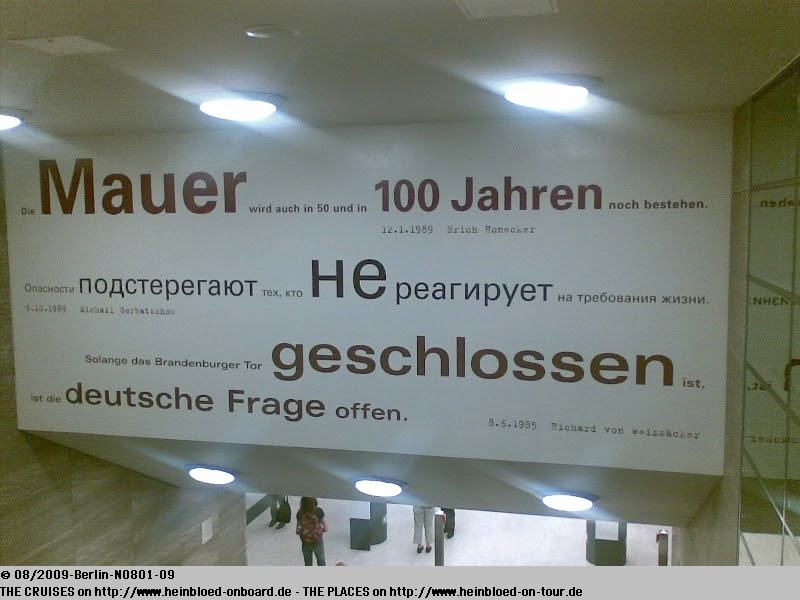 Die Mauer wird auch in 50 und in 100 Jahren noch bestehen.
12.1.1989 Erich Honecker
Опасности подстерегают тех, кто не реагирует на требования жизни.
6.10.1989 Michail Gorbatschow
Solange das Brandenburger Tor geschlossen ist,
ist die deutsche Frage offen.
8.5.1985 Richard von Weizsäcker
© 08/2009-Berlin-N0801-09
THE CRUISES on http://www.heinbloed-onboard.de - THE PLACES on http://www.heinbloed-on-tour.de